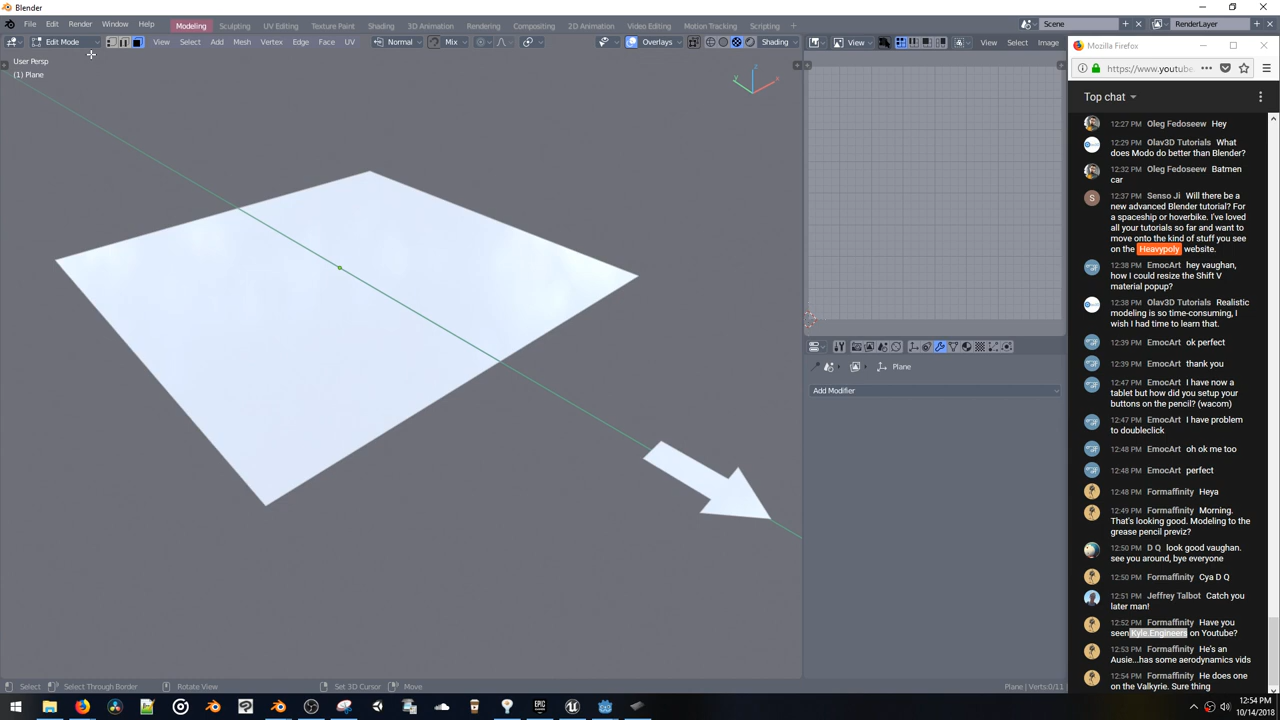 Blender
File Edit Render Window Help Modeling Sculpting UV Editing Texture Paint Shading 3D Animation Rendering Compositing 2D Animation Video Editing Motion Tracking Scripting Scene RenderLayer
Edit Mode View Select Add Mesh Vertex Edge Face UV Normal Mix Overlays Shading View View Select Image
User Persp
(1) Plane
z
y
x
Plane
Add Modifier
Select Select Through Border Rotate View Set 3D Cursor Move Plane | Verts:0/11
Mozilla Firefox
https://www.youtube
Top chat
12:27 PM Oleg Fedoseew Hey
12:29 PM Olav3D Tutorials What
does Modo do better than Blender?
12:32 PM Oleg Fedoseew Batmen
car
S
12:37 PM Senso Ji Will there be a
new advanced Blender tutorial? For
a spaceship or hoverbike. I've loved
all your tutorials so far and want to
move onto the kind of stuff you see
on the Heavypoly website.
12:38 PM EmocArt hey vaughan,
how I could resize the Shift V
material popup?
12:38 PM Olav3D Tutorials Realistic
modeling is so time-consuming, I
wish I had time to learn that.
12:39 PM EmocArt ok perfect
12:39 PM EmocArt thank you
12:47 PM EmocArt I have now a
tablet but how did you setup your
buttons on the pencil? (wacom)
12:47 PM EmocArt I have problem
to doubleclick
12:48 PM EmocArt oh ok me too
12:48 PM EmocArt perfect
12:48 PM Formaffinity Heya
12:49 PM Formaffinity Morning.
That's looking good. Modeling to the
grease pencil previz?
12:50 PM D Q look good vaughan.
see you around, bye everyone
12:50 PM Formaffinity Cya D Q
12:51 PM Jeffrey Talbot Catch you
later man!
12:52 PM Formaffinity Have you
seen Kyle.Engineers on Youtube?
12:53 PM Formaffinity He's an
Ausie...has some aerodynamics vids
12:54 PM Formaffinity He does one
on the Valkyrie. Sure thing
12:54 PM
10/14/2018